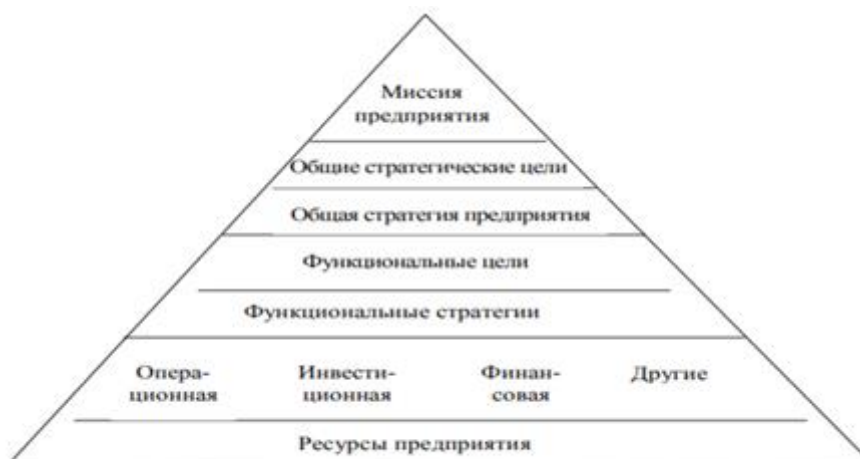 Миссия
предприятия
Общие стратегические цели
Общая стратегия предприятия
Функциональные цели
Функциональные стратегии
Опера-
ционная
Инвести-
ционная
Финан-
совая
Другие
Ресурсы предприятия